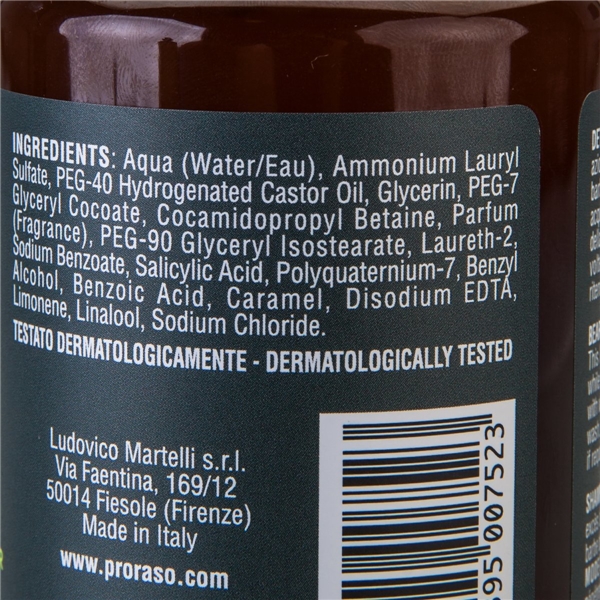 INGREDIENTS: Aqua (Water/Eau), Ammonium Lauryl
Sulfate, PEG-40 Hydrogenated Castor Oil, Glycerin, PEG-7
Glyceryl Cocoate, Cocamidopropyl Betaine, Parfum
(Fragrance), PEG-90 Glyceryl Isostearate, Laureth-2,
Sodium Benzoate, Salicylic Acid, Polyquaternium-7, Benzyl
Alcohol, Benzoic Acid, Caramel, Disodium EDTA,
Limonene, Linalool, Sodium Chloride.
TESTATO DERMATOLOGICAMENTE - DERMATOLOGICALLY TESTED
Ludovico Martelli s.r.l.
Via Faentina, 169/12
50014 Fiesole (Firenze)
Made in Italy
www.proraso.com
95 007523